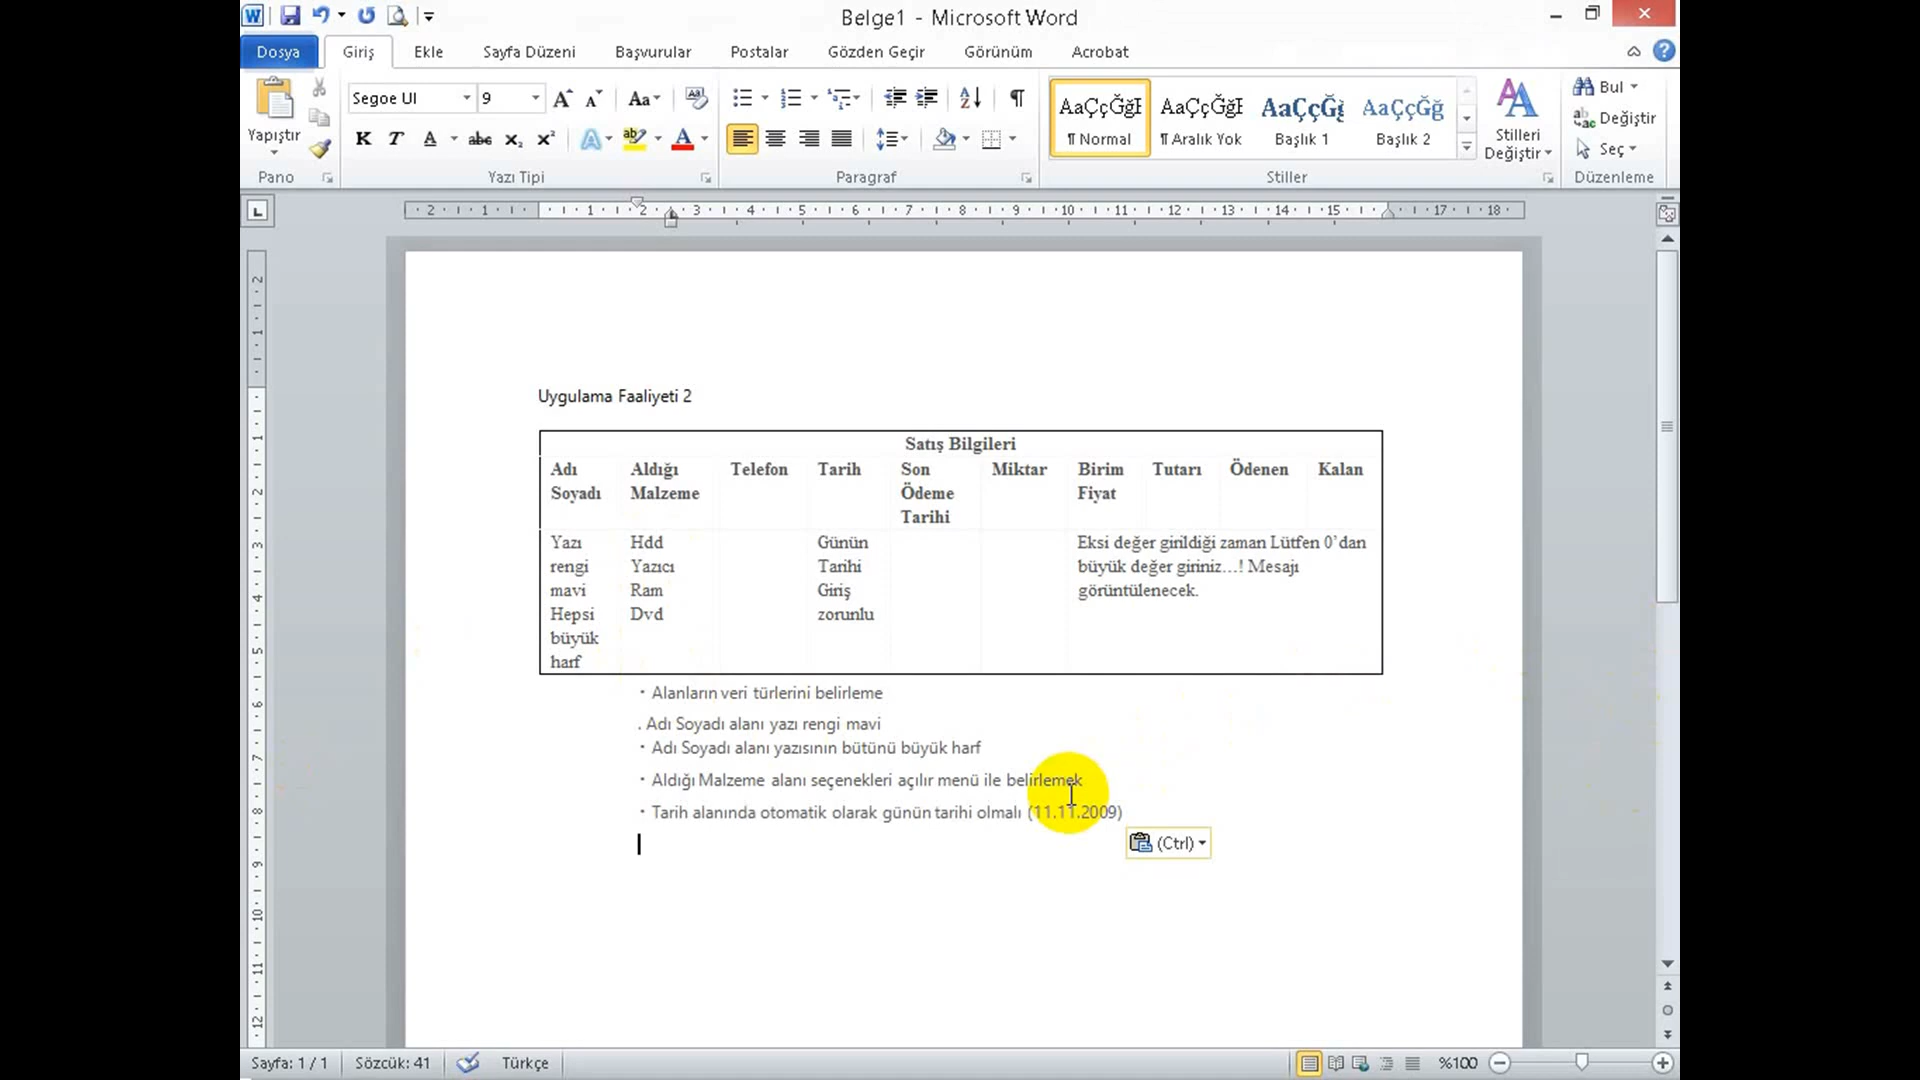 Belge1 - Microsoft Word
Dosya Giriş Ekle Sayfa Düzeni Başvurular Postalar Gözden Geçir Görünüm Acrobat
Yapıştır
Segoe UI 9
AaÇçĞğİ AaÇçĞğİ AaÇçĞğ AaÇçĞğ
¶ Normal ¶ Aralık Yok Başlık 1 Başlık 2
Stilleri Değiştir
Bul
Değiştir
Seç
Pano Yazı Tipi Paragraf Stiller Düzenleme
Uygulama Faaliyeti 2
Satış Bilgileri
Adı Soyadı Aldığı Malzeme Telefon Tarih Son Ödeme Tarihi Miktar Birim Fiyat Tutarı Ödenen Kalan
Yazı rengi mavi Hepsi büyük harf
Hdd Yazıcı Ram Dvd
Günün Tarihi Giriş zorunlu
Eksi değer girildiği zaman Lütfen 0’dan
büyük değer giriniz...! Mesajı
görüntülenecek.
· Alanların veri türlerini belirleme
. Adı Soyadı alanı yazı rengi mavi
· Adı Soyadı alanı yazısının bütünü büyük harf
· Aldığı Malzeme alanı seçenekleri açılır menü ile belirlemek
· Tarih alanında otomatik olarak günün tarihi olmalı (11.11.2009)
(Ctrl)
Sayfa: 1 / 1 Sözcük: 41 Türkçe %100